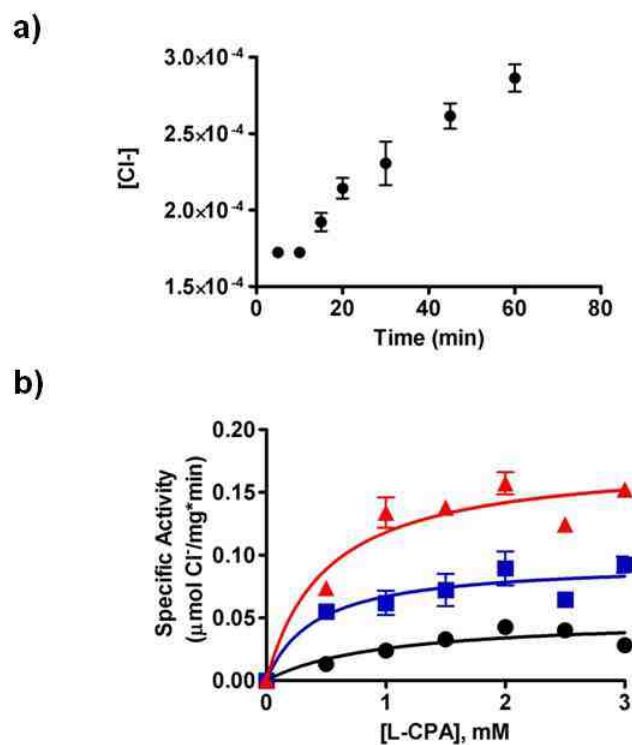 a)
3.0×10⁻⁴
2.5×10⁻⁴
2.0×10⁻⁴
1.5×10⁻⁴
[Cl-]
0 20 40 60 80
Time (min)
b)
0.20
0.15
0.10
0.05
0.00
Specific Activity
(μmol Cl⁻/mg*min)
0 1 2 3
[L-CPA], mM